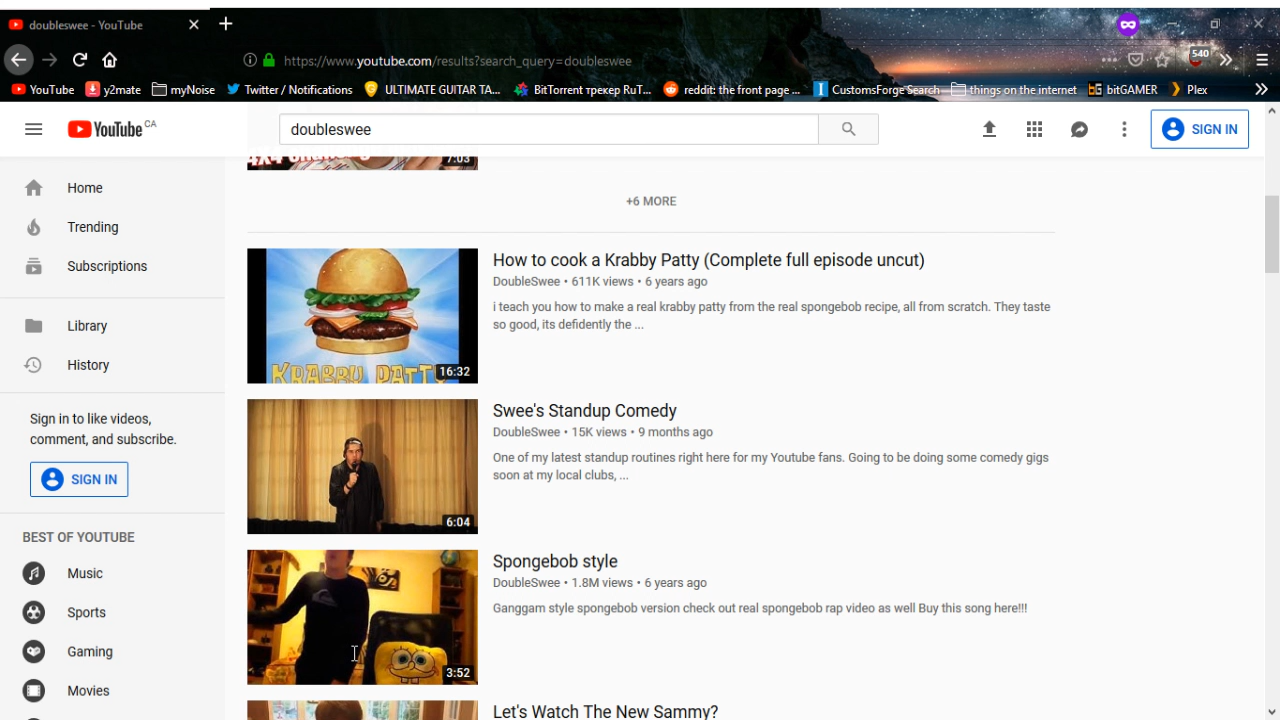 doubleswee - YouTube
https://www.youtube.com/results?search_query=doubleswee
540
YouTube y2mate myNoise Twitter / Notifications ULTIMATE GUITAR TA... BitTorrent трекер RuT... reddit: the front page ... CustomsForge Search things on the internet bitGAMER Plex
YouTube CA
doubleswee
SIGN IN
Home
Trending
Subscriptions
Library
History
Sign in to like videos,
comment, and subscribe.
SIGN IN
BEST OF YOUTUBE
Music
Sports
Gaming
Movies
7:03
+6 MORE
KRABBY PATTY
16:32
How to cook a Krabby Patty (Complete full episode uncut)
DoubleSwee • 611K views • 6 years ago
i teach you how to make a real krabby patty from the real spongebob recipe, all from scratch. They taste
so good, its defidently the ...
6:04
Swee's Standup Comedy
DoubleSwee • 15K views • 9 months ago
One of my latest standup routines right here for my Youtube fans. Going to be doing some comedy gigs
soon at my local clubs, ...
3:52
Spongebob style
DoubleSwee • 1.8M views • 6 years ago
Ganggam style spongebob version check out real spongebob rap video as well Buy this song here!!!
Let's Watch The New Sammy?